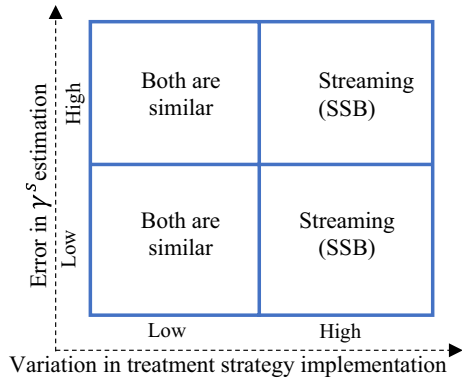 Error in γˢ estimation
High
Low
Both are
similar
Streaming
(SSB)
Both are
similar
Streaming
(SSB)
Low
High
Variation in treatment strategy implementation